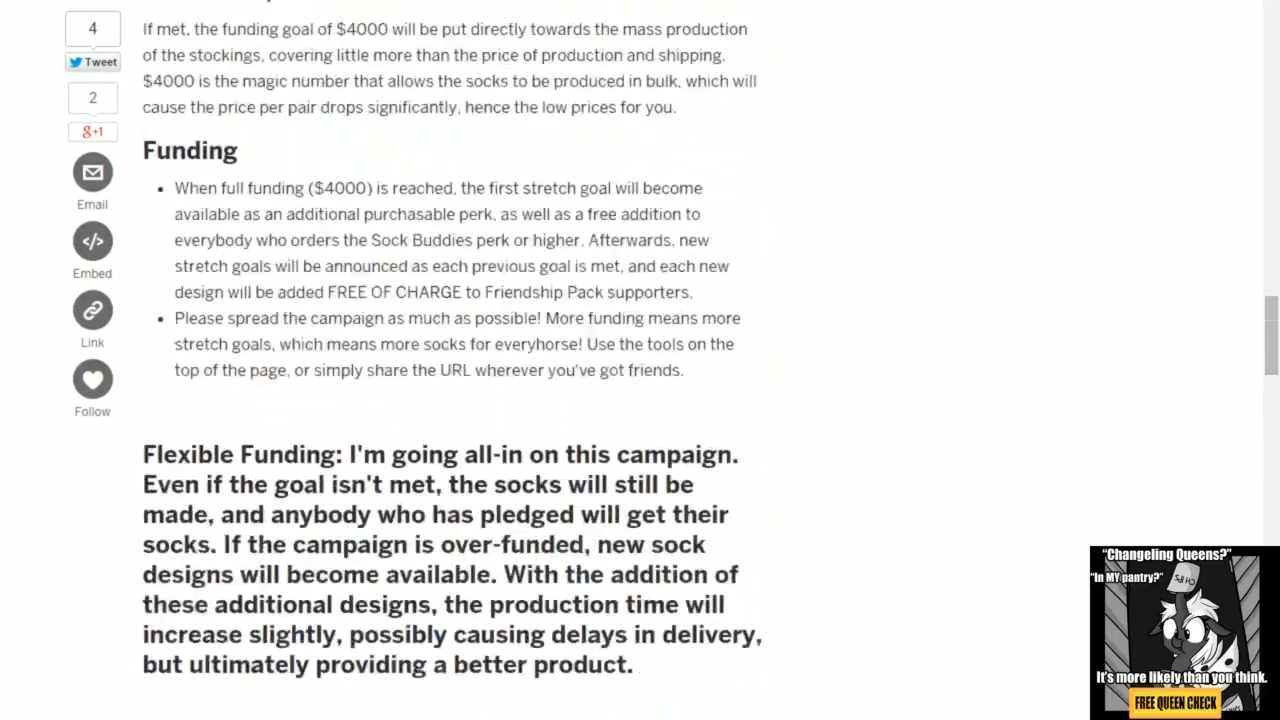 4
Tweet
2
g+1
Email
Embed
Link
Follow
If met, the funding goal of $4000 will be put directly towards the mass production
of the stockings, covering little more than the price of production and shipping.
$4000 is the magic number that allows the socks to be produced in bulk, which will
cause the price per pair drops significantly, hence the low prices for you.
Funding
• When full funding ($4000) is reached, the first stretch goal will become
available as an additional purchasable perk, as well as a free addition to
everybody who orders the Sock Buddies perk or higher. Afterwards, new
stretch goals will be announced as each previous goal is met, and each new
design will be added FREE OF CHARGE to Friendship Pack supporters.
• Please spread the campaign as much as possible! More funding means more
stretch goals, which means more socks for everyhorse! Use the tools on the
top of the page, or simply share the URL wherever you've got friends.
Flexible Funding: I'm going all-in on this campaign.
Even if the goal isn't met, the socks will still be
made, and anybody who has pledged will get their
socks. If the campaign is over-funded, new sock
designs will become available. With the addition of
these additional designs, the production time will
increase slightly, possibly causing delays in delivery,
but ultimately providing a better product.
"Changeling Queens?"
"In MY pantry?"
It's more likely than you think.
FREE QUEEN CHECK